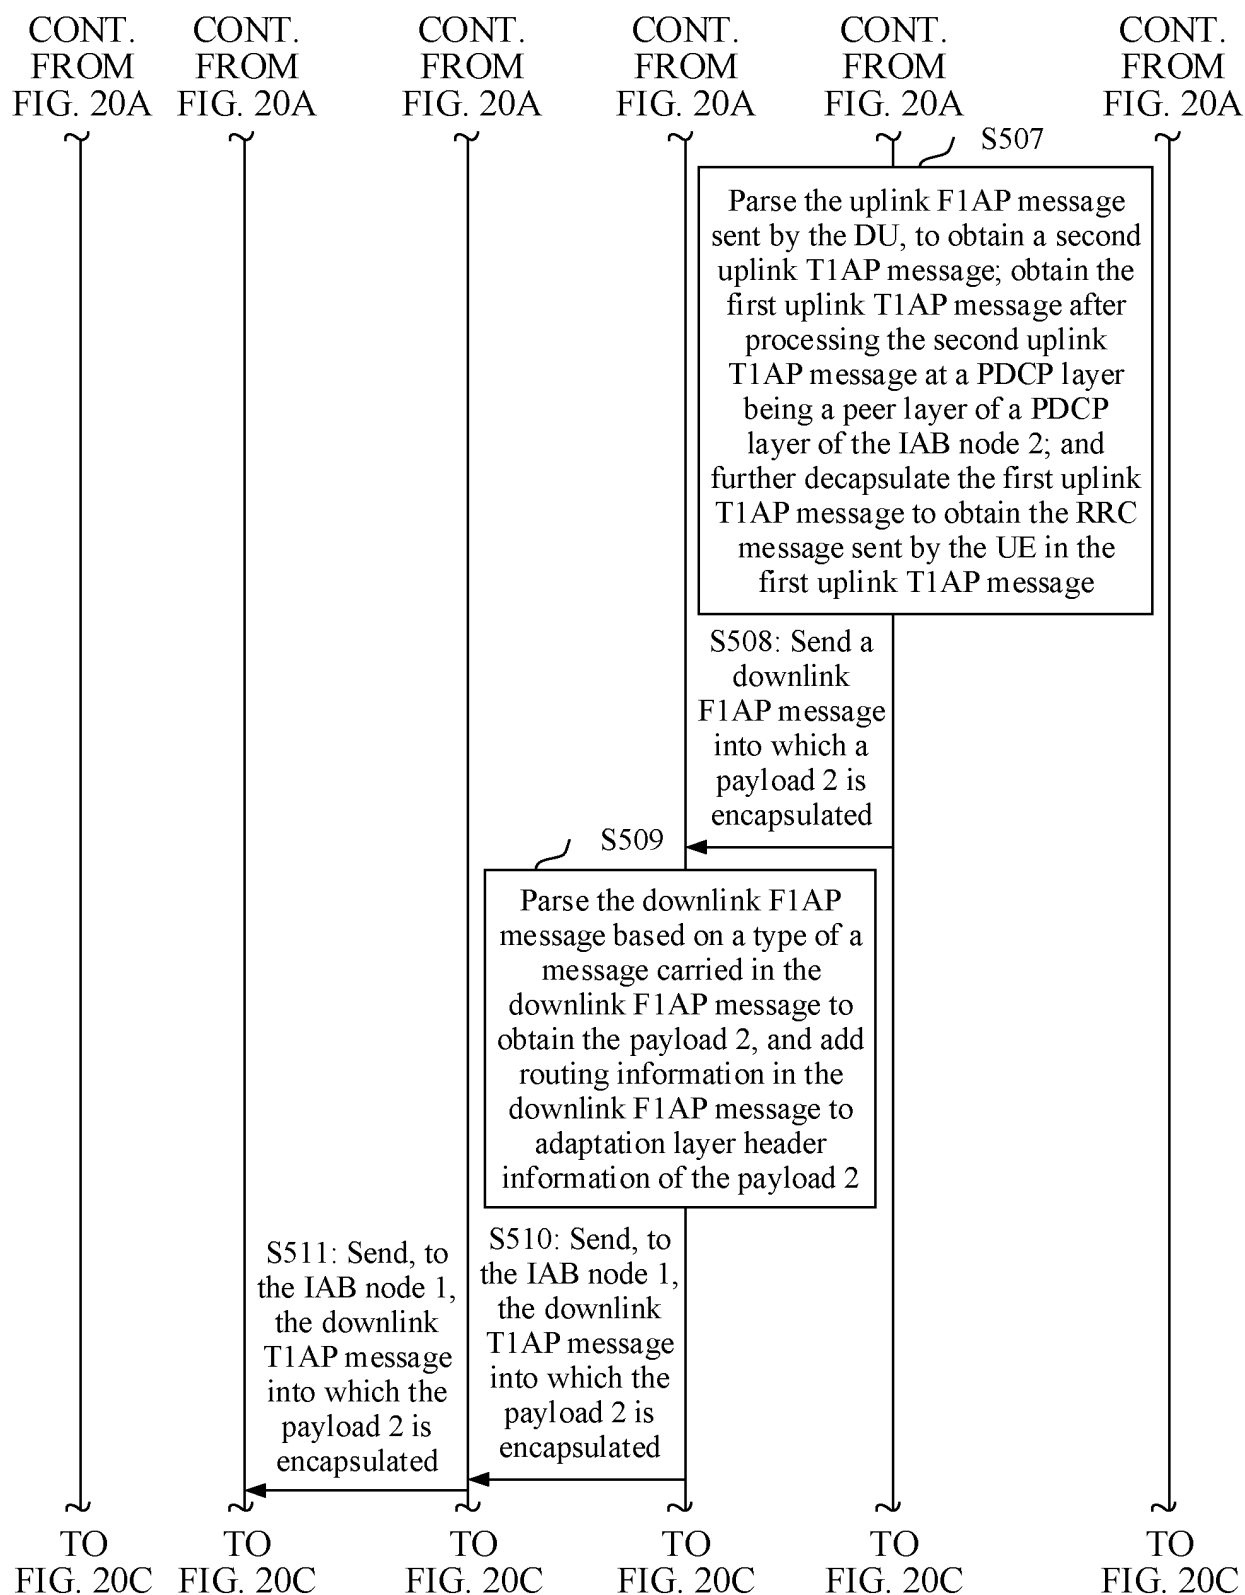 CONT. FROM FIG. 20A
CONT. FROM FIG. 20A
CONT. FROM FIG. 20A
CONT. FROM FIG. 20A
CONT. FROM FIG. 20A
CONT. FROM FIG. 20A
S507
Parse the uplink F1AP message
sent by the DU, to obtain a second
uplink T1AP message; obtain the
first uplink T1AP message after
processing the second uplink
T1AP message at a PDCP layer
being a peer layer of a PDCP
layer of the IAB node 2; and
further decapsulate the first uplink
T1AP message to obtain the RRC
message sent by the UE in the
first uplink T1AP message
S508: Send a
downlink
F1AP message
into which a
payload 2 is
encapsulated
S509
Parse the downlink F1AP
message based on a type of a
message carried in the
downlink F1AP message to
obtain the payload 2, and add
routing information in the
downlink F1AP message to
adaptation layer header
information of the payload 2
S510: Send, to
the IAB node 1,
the downlink
T1AP message
into which the
payload 2 is
encapsulated
S511: Send, to
the IAB node 1,
the downlink
T1AP message
into which the
payload 2 is
encapsulated
TO FIG. 20C
TO FIG. 20C
TO FIG. 20C
TO FIG. 20C
TO FIG. 20C
TO FIG. 20C